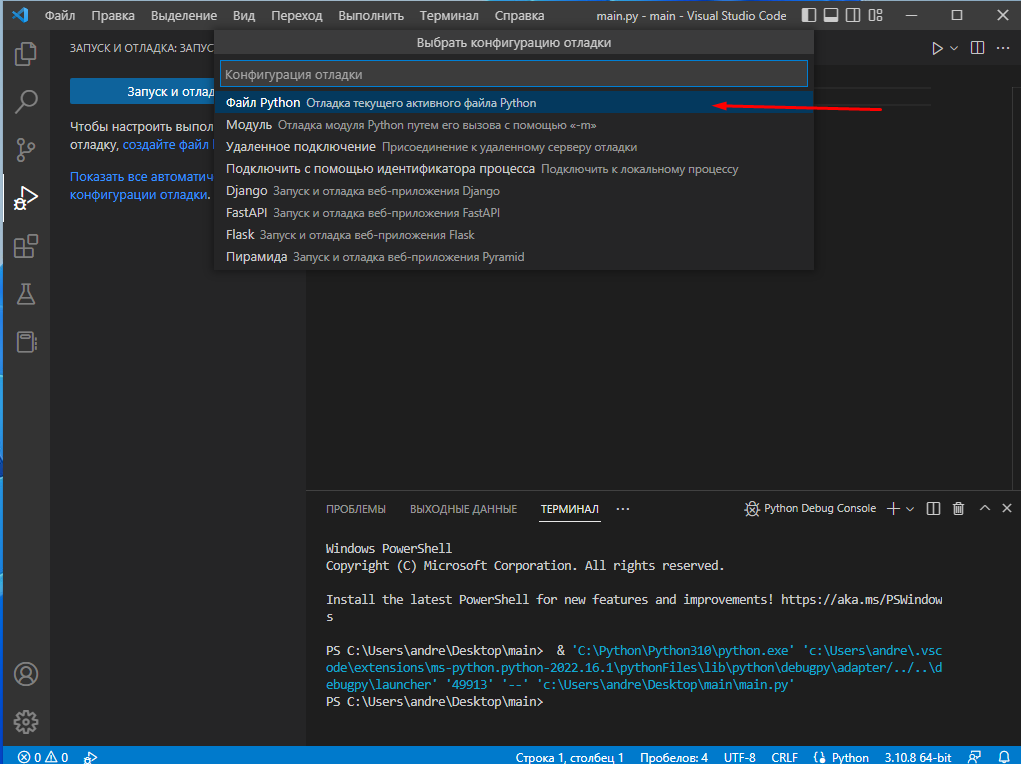 Файл Правка Выделение Вид Переход Выполнить Терминал Справка main.py - main - Visual Studio Code
ЗАПУСК И ОТЛАДКА: ЗАПУС
Запуск и отлад
Чтобы настроить выпол
отладку, создайте файл
Показать все автоматич
конфигурации отладки.
Выбрать конфигурацию отладки
Конфигурация отладки
Файл Python Отладка текущего активного файла Python
Модуль Отладка модуля Python путем его вызова с помощью «-m»
Удаленное подключение Присоединение к удаленному серверу отладки
Подключить с помощью идентификатора процесса Подключить к локальному процессу
Django Запуск и отладка веб-приложения Django
FastAPI Запуск и отладка веб-приложения FastAPI
Flask Запуск и отладка веб-приложения Flask
Пирамида Запуск и отладка веб-приложения Pyramid
ПРОБЛЕМЫ ВЫХОДНЫЕ ДАННЫЕ ТЕРМИНАЛ ··· Python Debug Console
Windows PowerShell
Copyright (C) Microsoft Corporation. All rights reserved.
Install the latest PowerShell for new features and improvements! https://aka.ms/PSWindow
s
PS C:\Users\andre\Desktop\main> & 'C:\Python\Python310\python.exe' 'c:\Users\andre\.vsc
ode\extensions\ms-python.python-2022.16.1\pythonFiles\lib\python\debugpy\adapter/../..\d
ebugpy\launcher' '49913' '--' 'c:\Users\andre\Desktop\main\main.py'
PS C:\Users\andre\Desktop\main>
0 0 Строка 1, столбец 1 Пробелов: 4 UTF-8 CRLF Python 3.10.8 64-bit